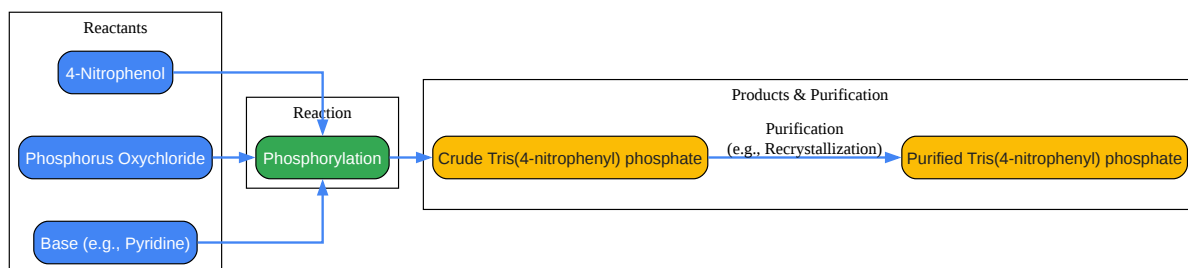 Reactants
4-Nitrophenol
Phosphorus Oxychloride
Base (e.g., Pyridine)
Reaction
Phosphorylation
Products & Purification
Crude Tris(4-nitrophenyl) phosphate
Purification
(e.g., Recrystallization)
Purified Tris(4-nitrophenyl) phosphate